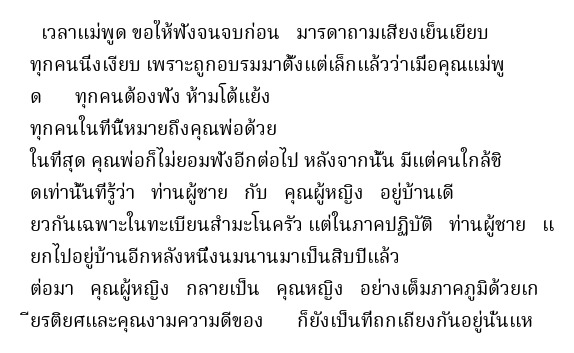 เวลาแม่พูด ขอให้ฟังจนจบก่อน มารดาถามเสียงเย็นเยียบ
ทุกคนนี่งเงียบ เพราะถูกอบรมมาตั้งแต่เล็กแล้วว่าเมื่อคุณแม่พู
ด ทุกคนต้องฟัง ห้ามโต้แย้ง
ทุกคนในที่นี้หมายถึงคุณพ่อด้วย
ในที่สุด คุณพ่อก็ไม่ยอมฟังอีกต่อไป หลังจากนั้น มีแต่คนใกล้ชิ
ดเท่านั้นที่รู้ว่า ท่านผู้ชาย กับ คุณผู้หญิง อยู่บ้านเดี
ยวกันเฉพาะในทะเบียนสำมะโนครัว แต่ในภาคปฏิบัติ ท่านผู้ชาย แ
ยกไปอยู่บ้านอีกหลังหนึ่งนมนานมาเป็นสิบปีแล้ว
ต่อมา คุณผู้หญิง กลายเป็น คุณหญิง อย่างเต็มภาคภูมิด้วยเก
ียรติยศและคุณงามความดีของ ก็ยังเป็นที่ถกเถียงกันอยู่นั่นแห